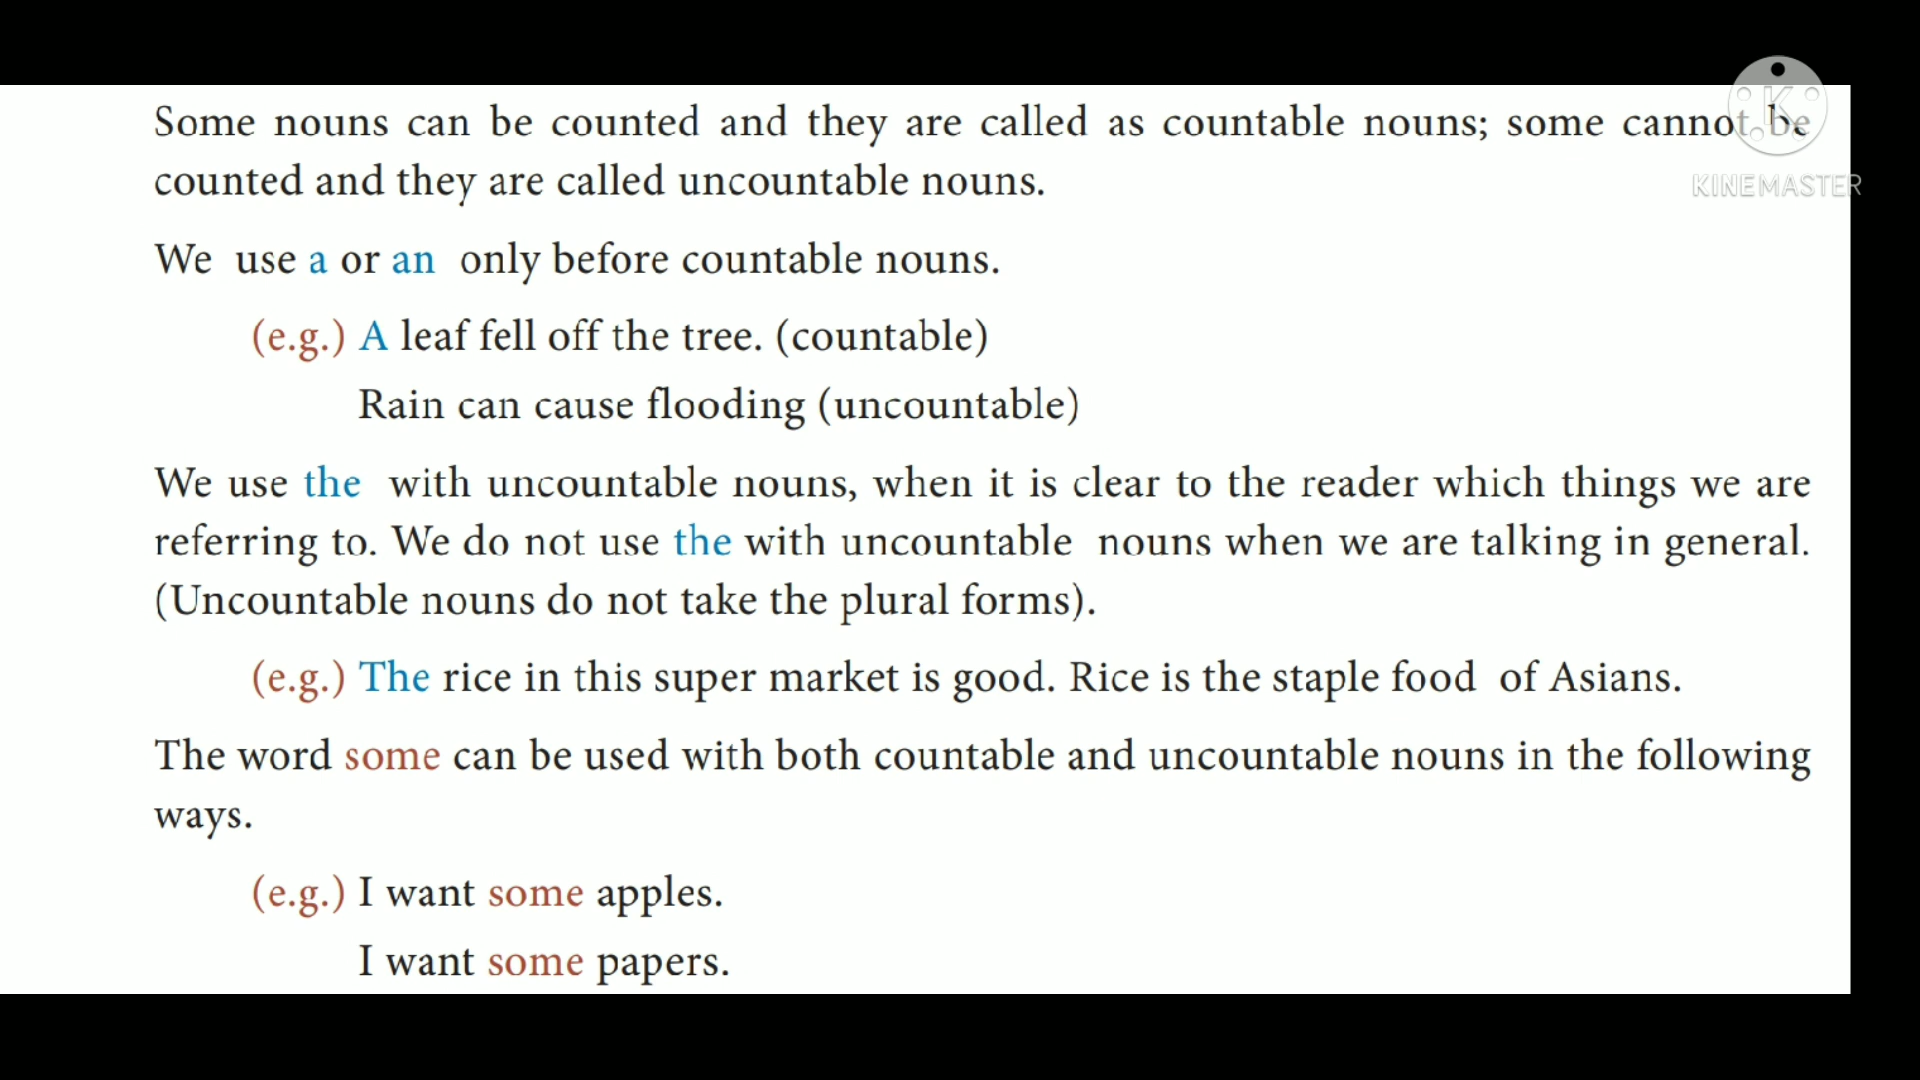 Some nouns can be counted and they are called as countable nouns; some cannot be
counted and they are called uncountable nouns.
We use a or an only before countable nouns.
(e.g.) A leaf fell off the tree. (countable)
Rain can cause flooding (uncountable)
We use the with uncountable nouns, when it is clear to the reader which things we are
referring to. We do not use the with uncountable nouns when we are talking in general.
(Uncountable nouns do not take the plural forms).
(e.g.) The rice in this super market is good. Rice is the staple food of Asians.
The word some can be used with both countable and uncountable nouns in the following
ways.
(e.g.) I want some apples.
I want some papers.
K
KINEMASTER